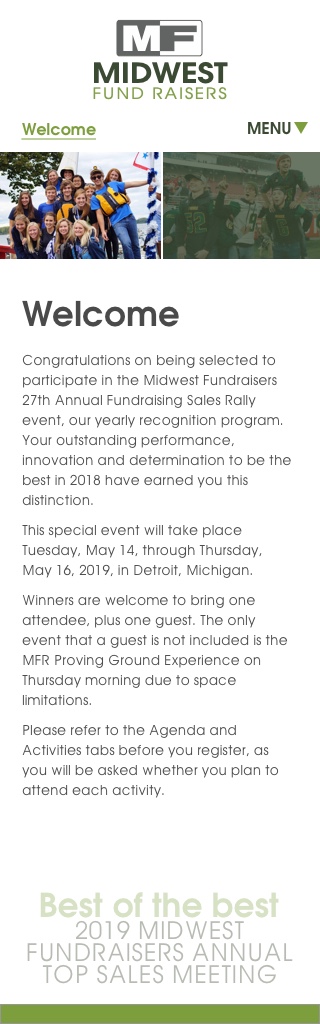 MF
MIDWEST
FUND RAISERS
Welcome
MENU
Welcome
Congratulations on being selected to
participate in the Midwest Fundraisers
27th Annual Fundraising Sales Rally
event, our yearly recognition program.
Your outstanding performance,
innovation and determination to be the
best in 2018 have earned you this
distinction.
This special event will take place
Tuesday, May 14, through Thursday,
May 16, 2019, in Detroit, Michigan.
Winners are welcome to bring one
attendee, plus one guest. The only
event that a guest is not included is the
MFR Proving Ground Experience on
Thursday morning due to space
limitations.
Please refer to the Agenda and
Activities tabs before you register, as
you will be asked whether you plan to
attend each activity.
Best of the best
2019 MIDWEST
FUNDRAISERS ANNUAL
TOP SALES MEETING